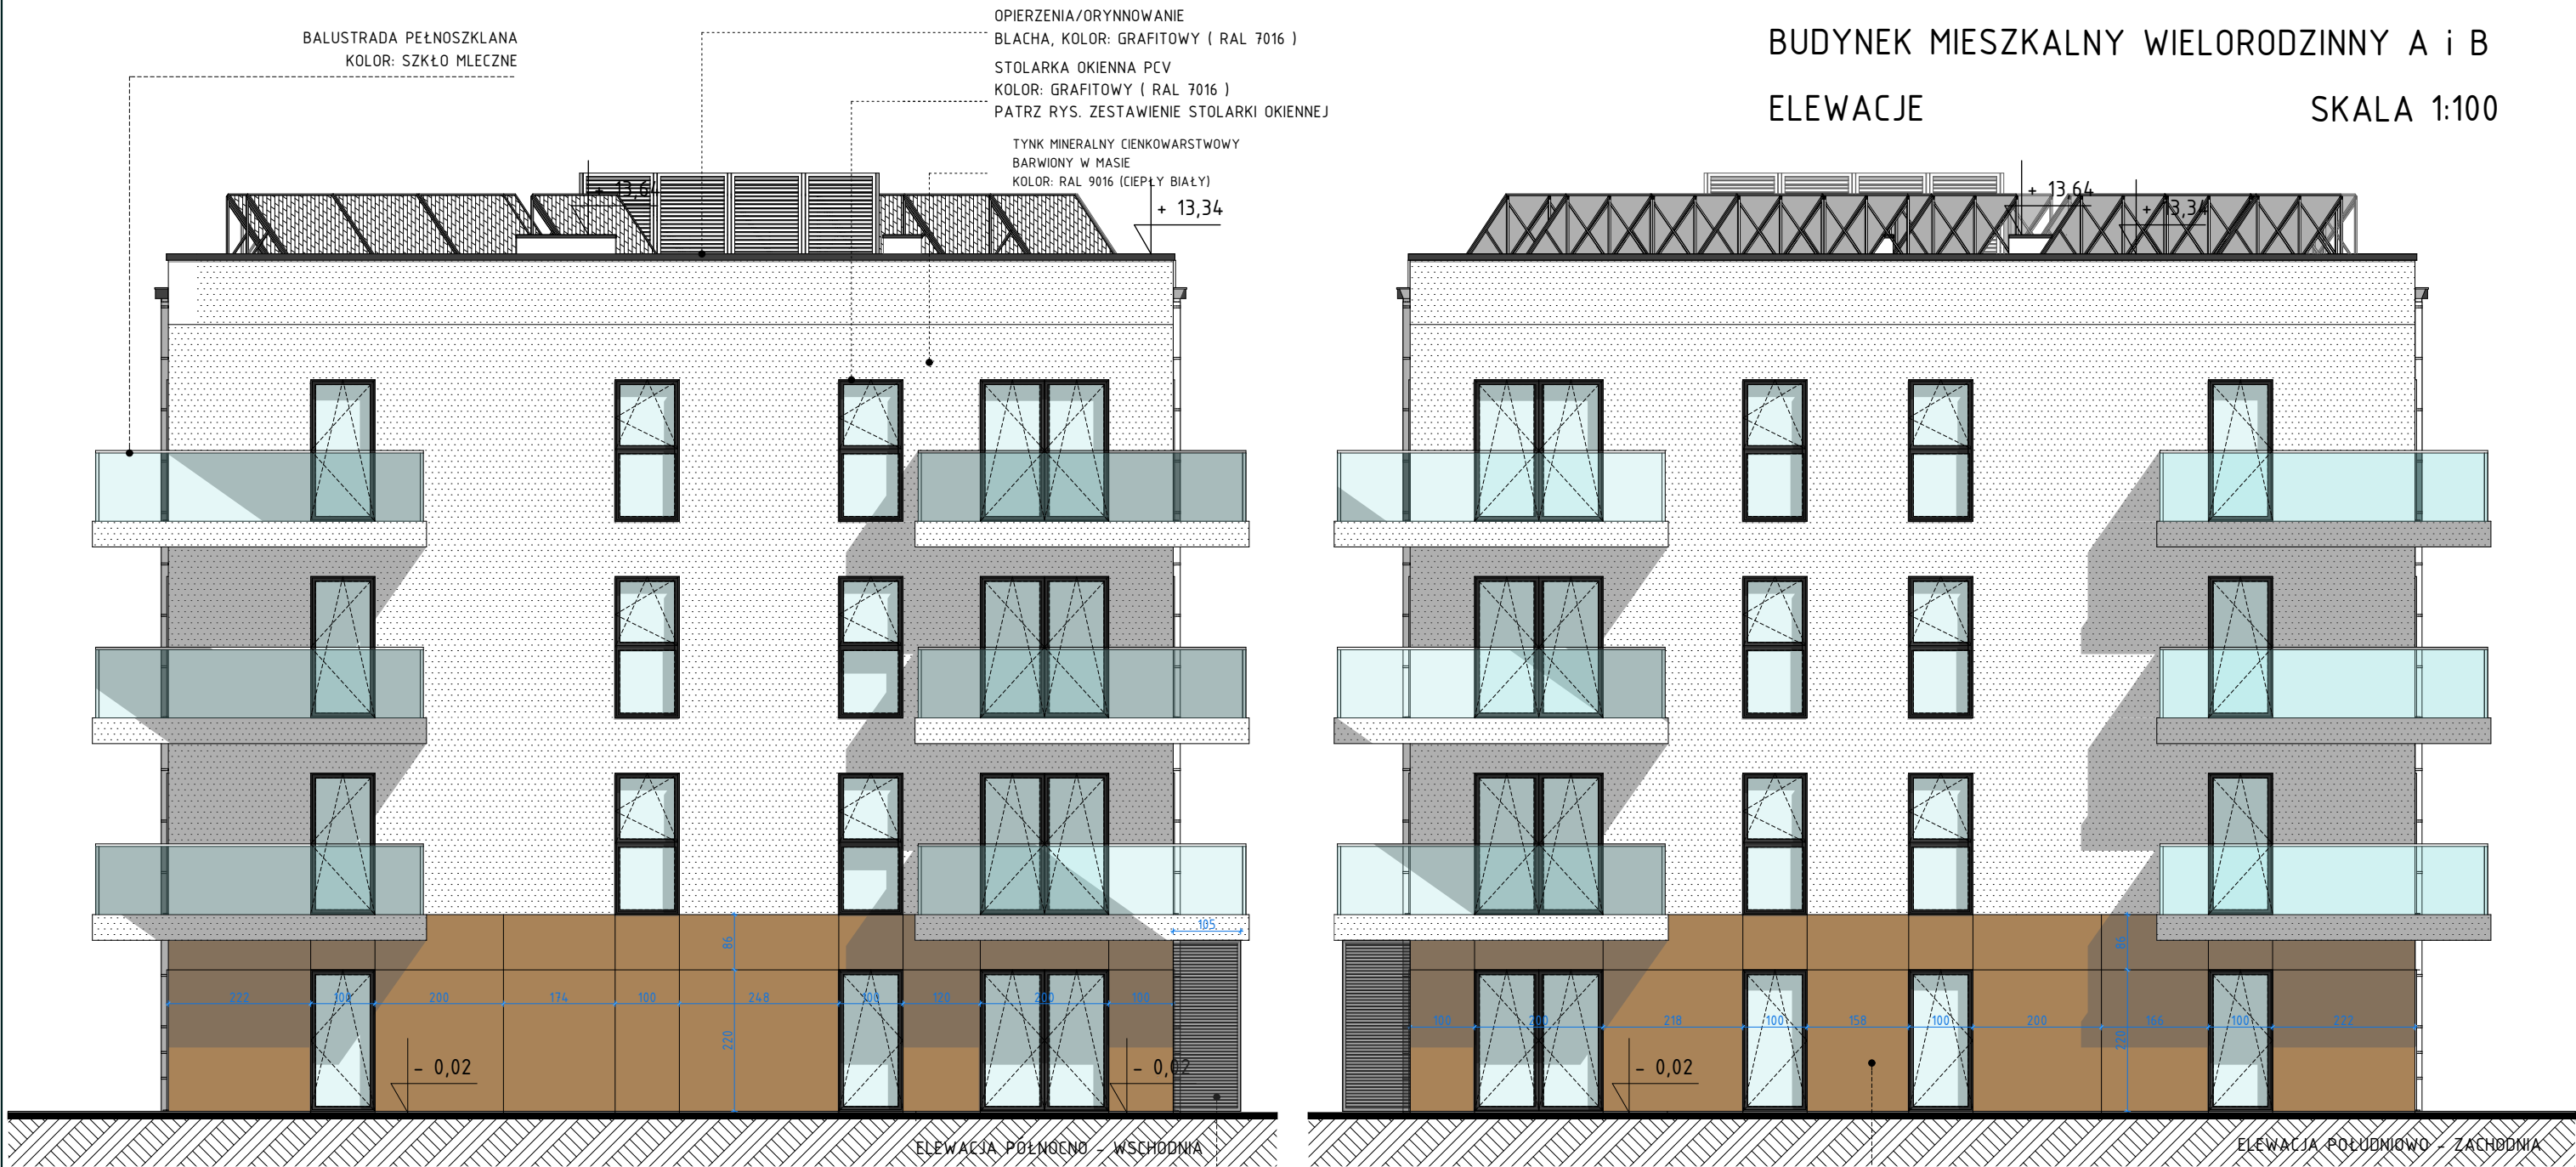 BALUSTRADA PEŁNOSZKLANA
KOLOR: SZKŁO MLECZNE
OPIERZENIA/ORYNNOWANIE
BLACHA, KOLOR: GRAFITOWY ( RAL 7016 )
STOLARKA OKIENNA PCV
KOLOR: GRAFITOWY ( RAL 7016 )
PATRZ RYS. ZESTAWIENIE STOLARKI OKIENNEJ
TYNK MINERALNY CIENKOWARSTWOWY
BARWIONY W MASIE
KOLOR: RAL 9016 (CIEPŁY BIAŁY)
BUDYNEK MIESZKALNY WIELORODZINNY A i B
ELEWACJE SKALA 1:100
+ 13,64
+ 13,34
+ 13,64
+ 13,34
105
86
222 100 200 174 100 248 100 120 200 100
220
- 0,02
- 0,02
ELEWACJA PÓŁNOCNO - WSCHODNIA
86
100 200 218 100 158 100 200 166 100 222
220
- 0,02
ELEWACJA POŁUDNIOWO - ZACHODNIA